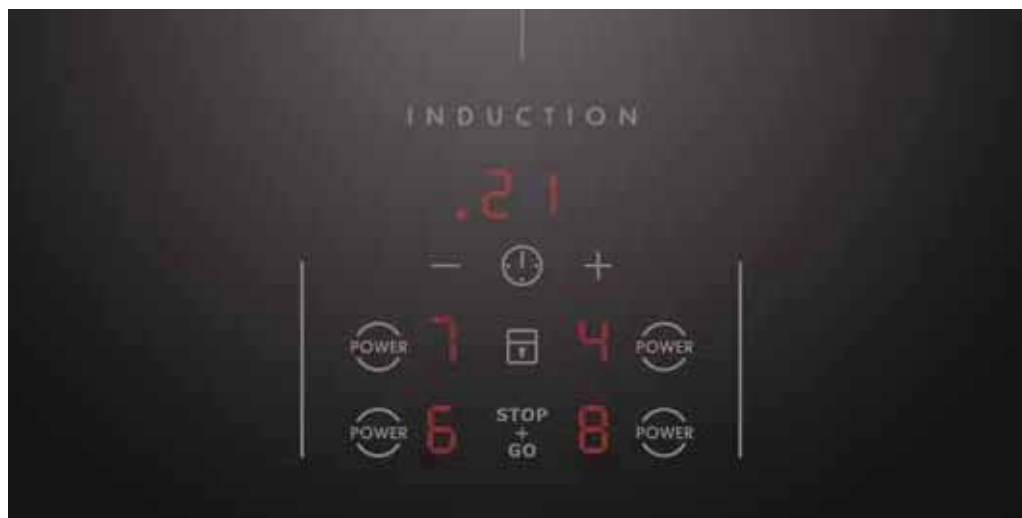 INDUCTION
.21
− +
POWER 7 4 POWER
POWER 6 STOP + GO 8 POWER